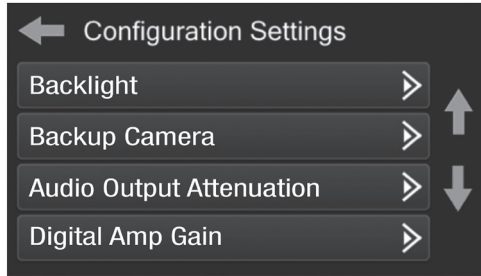 Configuration Settings
Backlight
Backup Camera
Audio Output Attenuation
Digital Amp Gain